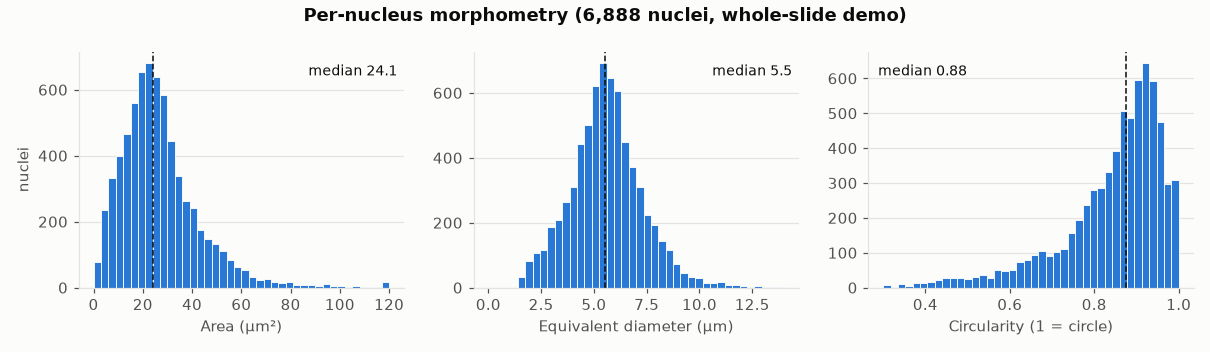 Per-nucleus morphometry (6,888 nuclei, whole-slide demo)
median 24.1
600
400
200
0
nuclei
0 20 40 60 80 100 120
Area (µm²)
median 5.5
600
400
200
0
0.0 2.5 5.0 7.5 10.0 12.5
Equivalent diameter (µm)
median 0.88
600
500
400
300
200
100
0
0.4 0.6 0.8 1.0
Circularity (1 = circle)